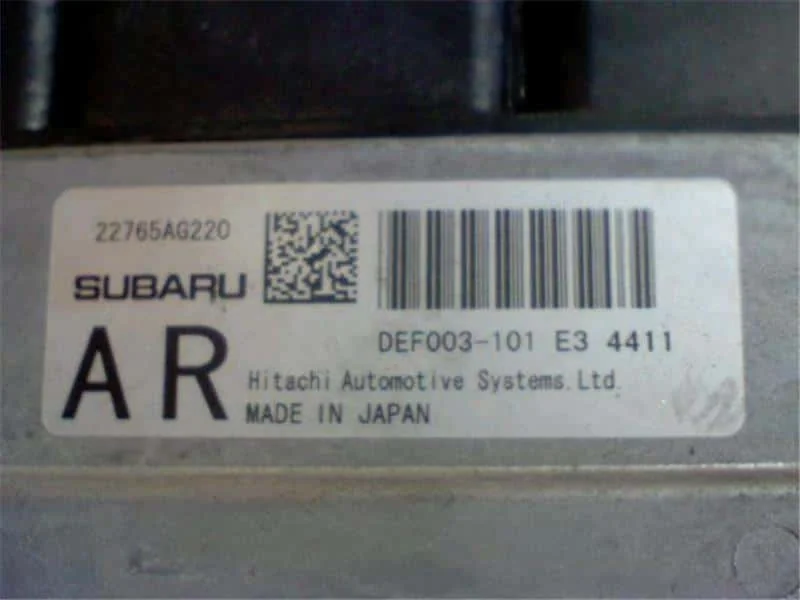 22765AG220
SUBARU
AR
DEF003-101 E3 4411
Hitachi Automotive Systems.Ltd.
MADE IN JAPAN